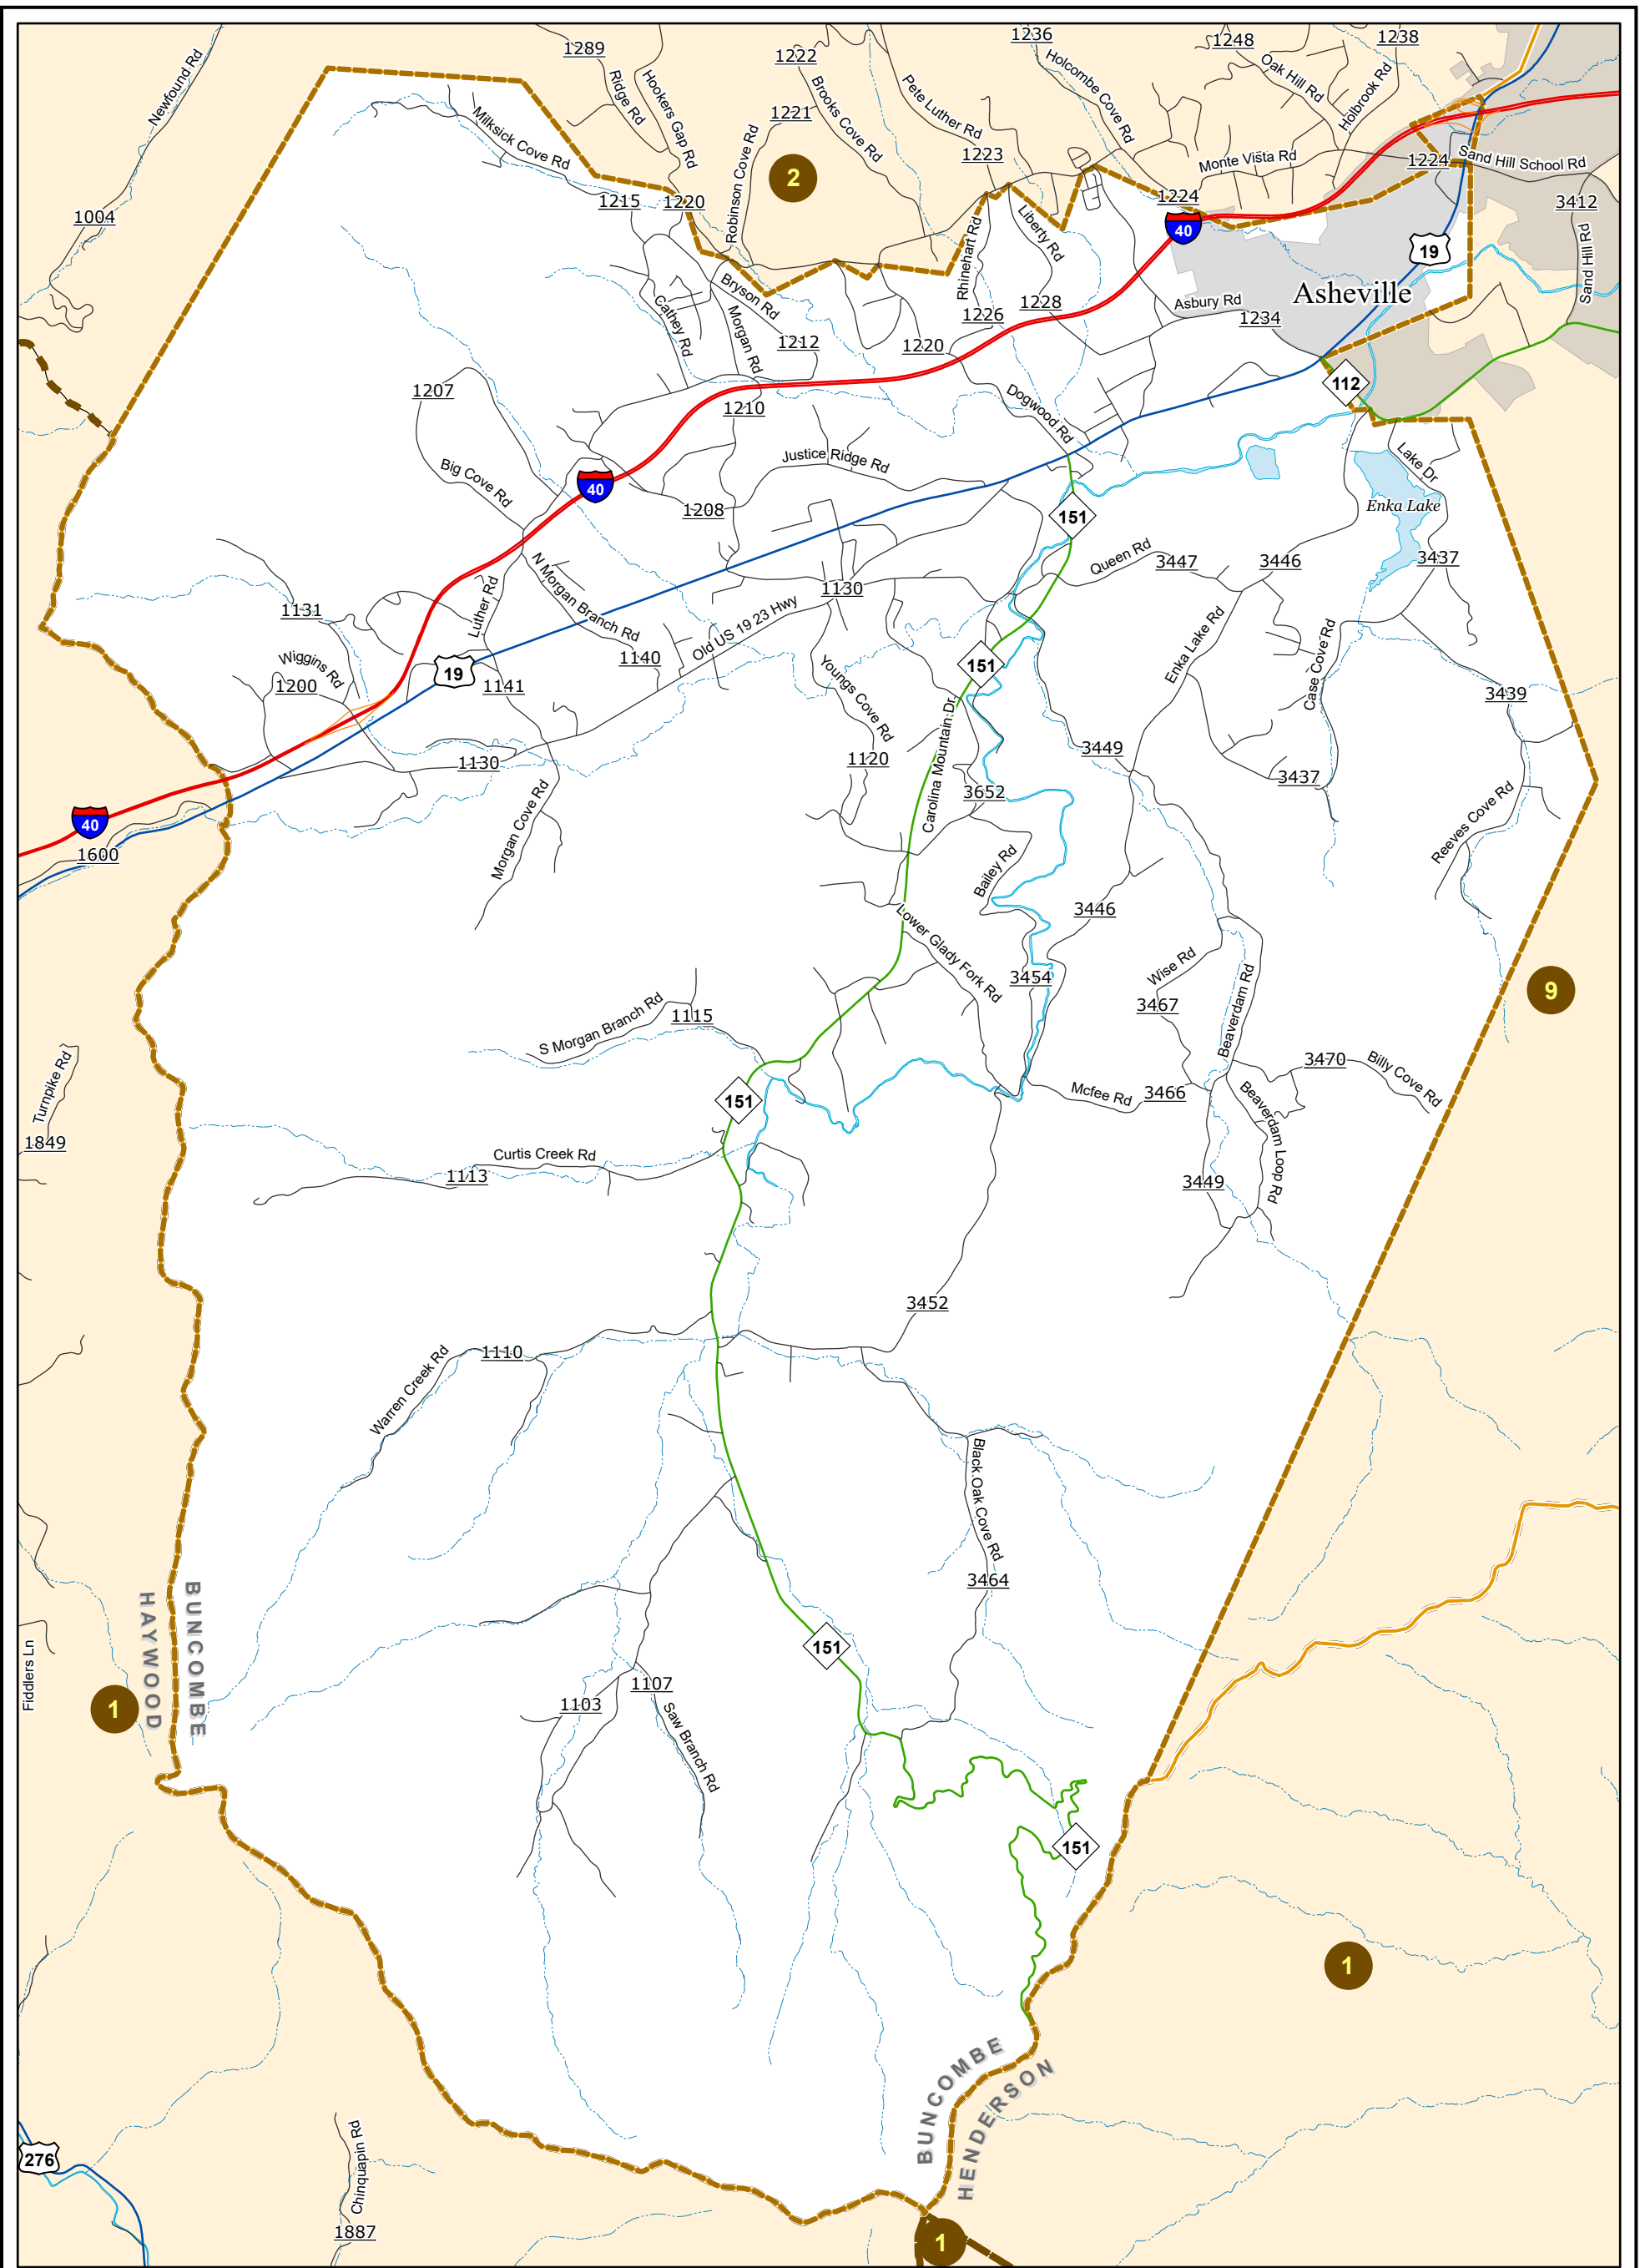 1289
1222
1236
1248
1238
Newfound Rd
Ridge Rd
Hookers Gap Rd
Brooks Cove Rd
Pete Luther Rd
Holcombe Cove Rd
Oak Hill Rd
Holbrook Rd
Milksick Cove Rd
1221
Robinson Cove Rd
1223
2
Monte Vista Rd
1224
Sand Hill School Rd
1004
1215
1220
1224
3412
40
19
Rhinehart Rd
Liberty Rd
Sand Hill Rd
Bryson Rd
Asheville
Cathey Rd
Morgan Rd
1226
1228
Asbury Rd
1234
1212
1220
1207
112
1210
Dogwood Rd
Big Cove Rd
Justice Ridge Rd
Lake Dr
40
1208
151
Enka Lake
N Morgan Branch Rd
Queen Rd
3447
3446
3437
1131
Luther Rd
1130
Old US 19 23 Hwy
Wiggins Rd
1200
19
1141
1140
151
Youngs Cove Rd
Enka Lake Rd
Case Cove Rd
3439
Carolina Mountain Dr
1130
1120
3449
3437
3652
40
1600
Morgan Cove Rd
Bailey Rd
Reeves Cove Rd
Lower Glady Fork Rd
3446
3454
Wise Rd
3467
Beaverdam Rd
9
S Morgan Branch Rd
1115
Turnpike Rd
1849
151
Mcfee Rd
3466
3470
Billy Cove Rd
Beaverdam Loop Rd
Curtis Creek Rd
1113
3449
3452
Warren Creek Rd
1110
Black Oak Cove Rd
3464
HAYWOOD
BUNCOMBE
Fiddlers Ln
151
1
1107
1103
Saw Branch Rd
151
1
BUNCOMBE
HENDERSON
276
Chinquapin Rd
1887
1